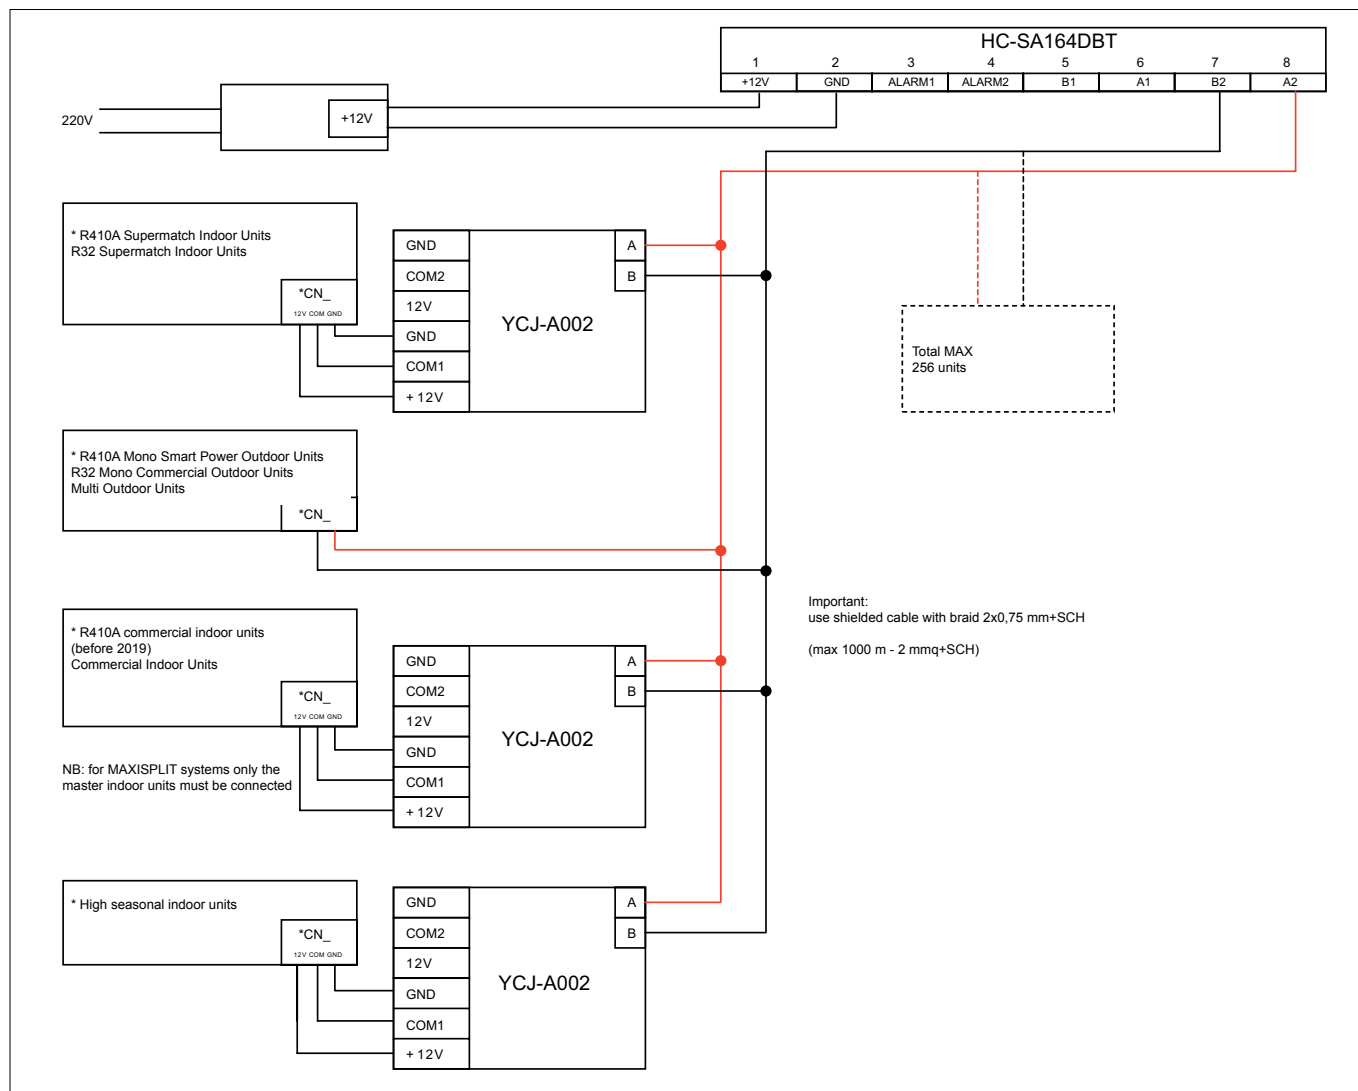 HC-SA164DBT
1 2 3 4 5 6 7 8
+12V GND ALARM1 ALARM2 B1 A1 B2 A2
220V
+12V
* R410A Supermatch Indoor Units
R32 Supermatch Indoor Units
*CN_
12V COM GND
GND
COM2
12V
GND
COM1
+ 12V
YCJ-A002
A
B
Total MAX
256 units
* R410A Mono Smart Power Outdoor Units
R32 Mono Commercial Outdoor Units
Multi Outdoor Units
*CN_
Important:
use shielded cable with braid 2x0,75 mm+SCH
(max 1000 m - 2 mmq+SCH)
* R410A commercial indoor units
(before 2019)
Commercial Indoor Units
*CN_
12V COM GND
NB: for MAXISPLIT systems only the
master indoor units must be connected
GND
COM2
12V
GND
COM1
+ 12V
YCJ-A002
A
B
* High seasonal indoor units
*CN_
12V COM GND
GND
COM2
12V
GND
COM1
+ 12V
YCJ-A002
A
B